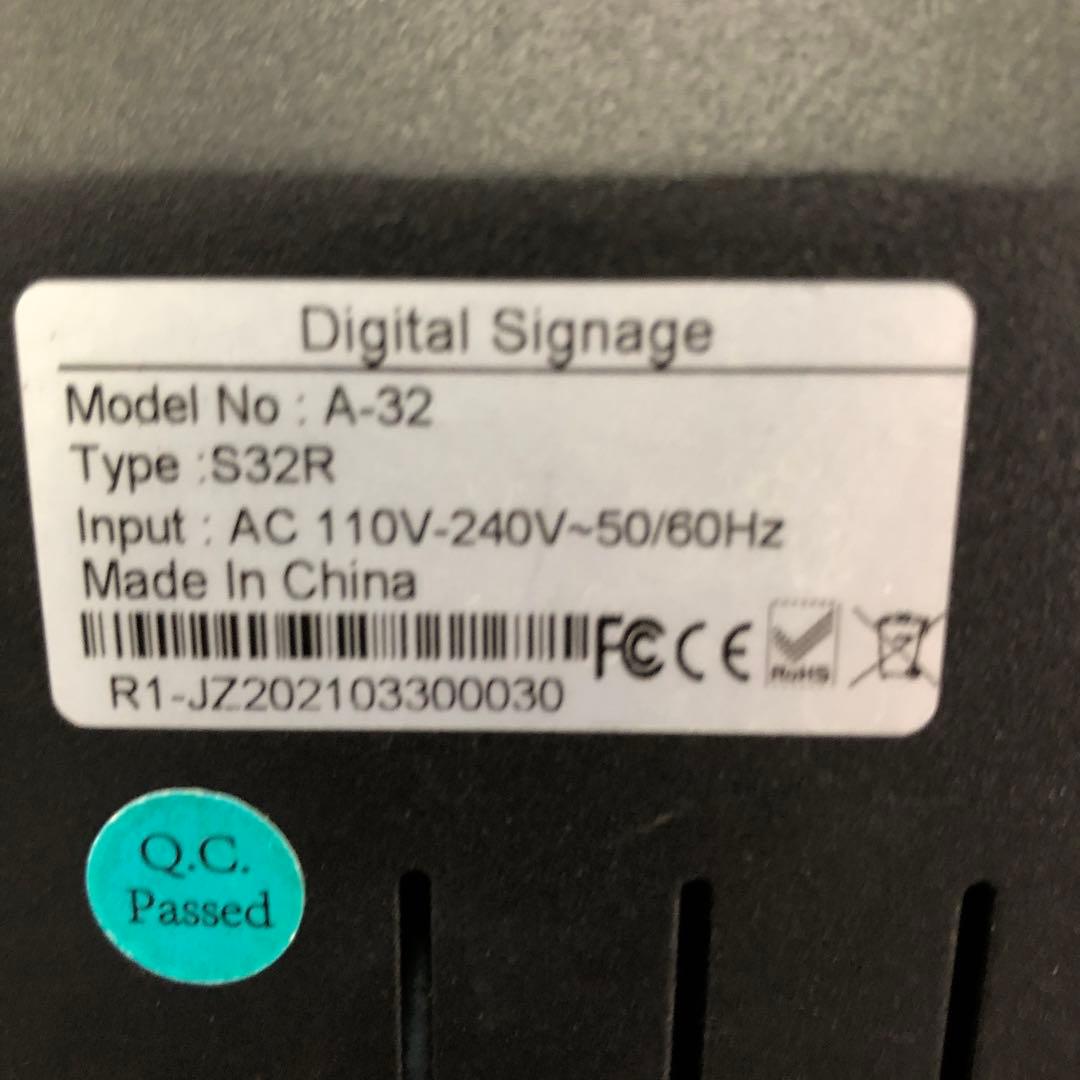 Digital Signage
Model No : A-32
Type :S32R
Input : AC 110V-240V~50/60Hz
Made In China
FC CE RoHS
R1-JZ202103300030
Q.C.
Passed